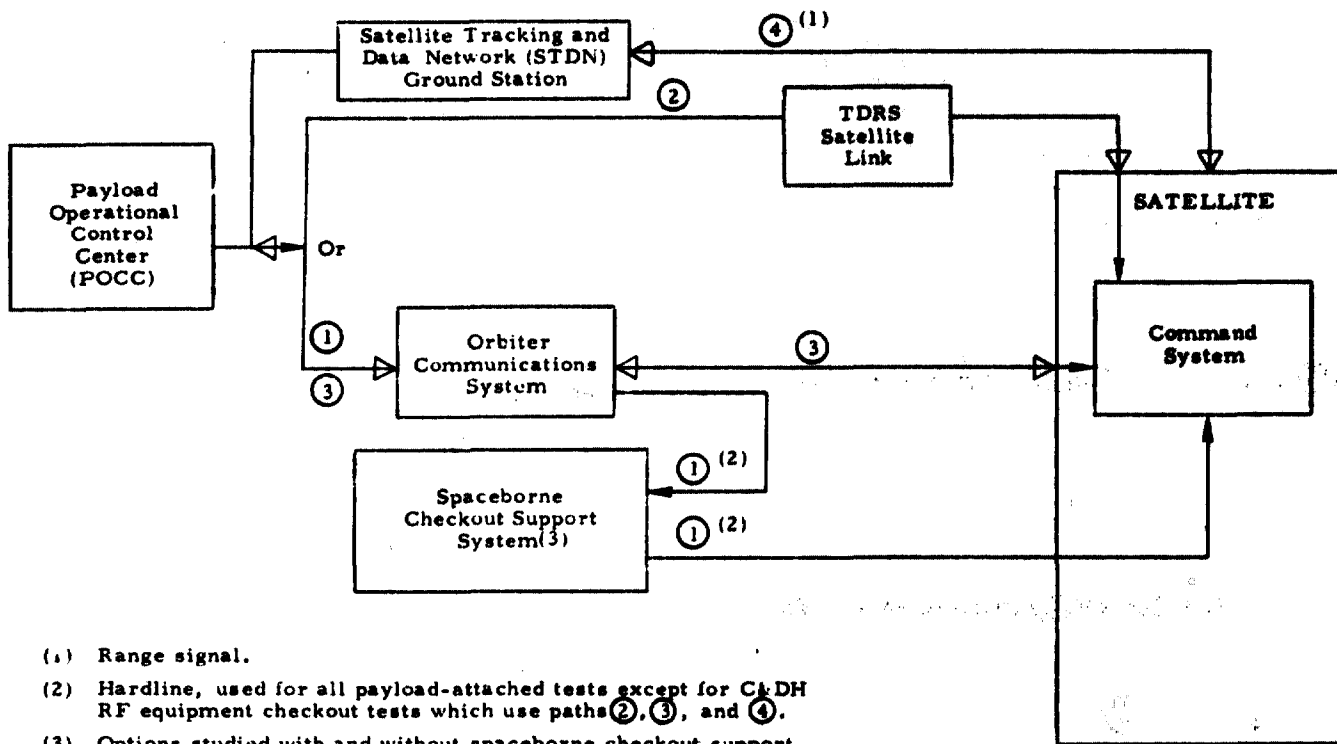 Satellite Tracking and
Data Network (STDN)
Ground Station
④ (1)
②
TDRS
Satellite
Link
Payload
Operational
Control
Center
(POCC)
Or
SATELLITE
①
③
Orbiter
Communications
System
③
Command
System
① (2)
Spaceborne
Checkout Support
System(3)
① (2)
(1) Range signal.
(2) Hardline, used for all payload-attached tests except for C&DH
RF equipment checkout tests which use paths ②, ③, and ④.
(3) Options studied with and without spaceborne checkout support